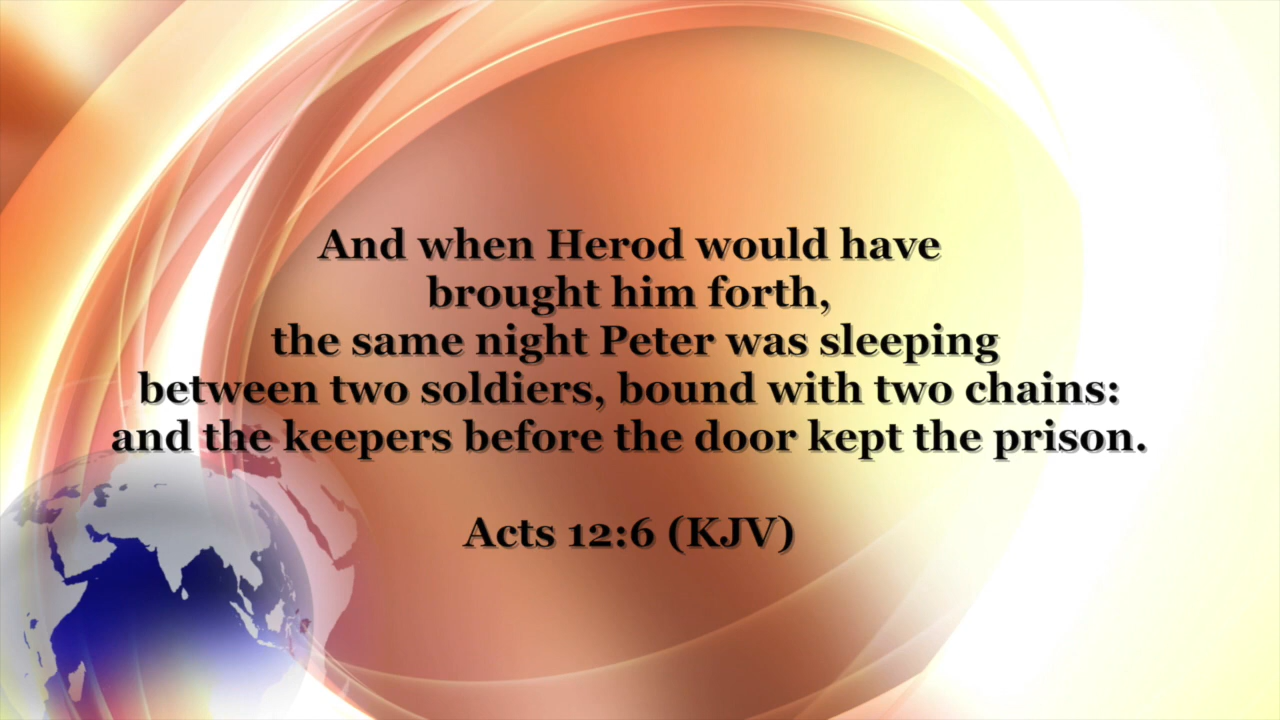 And when Herod would have
brought him forth,
the same night Peter was sleeping
between two soldiers, bound with two chains:
and the keepers before the door kept the prison.
Acts 12:6 (KJV)